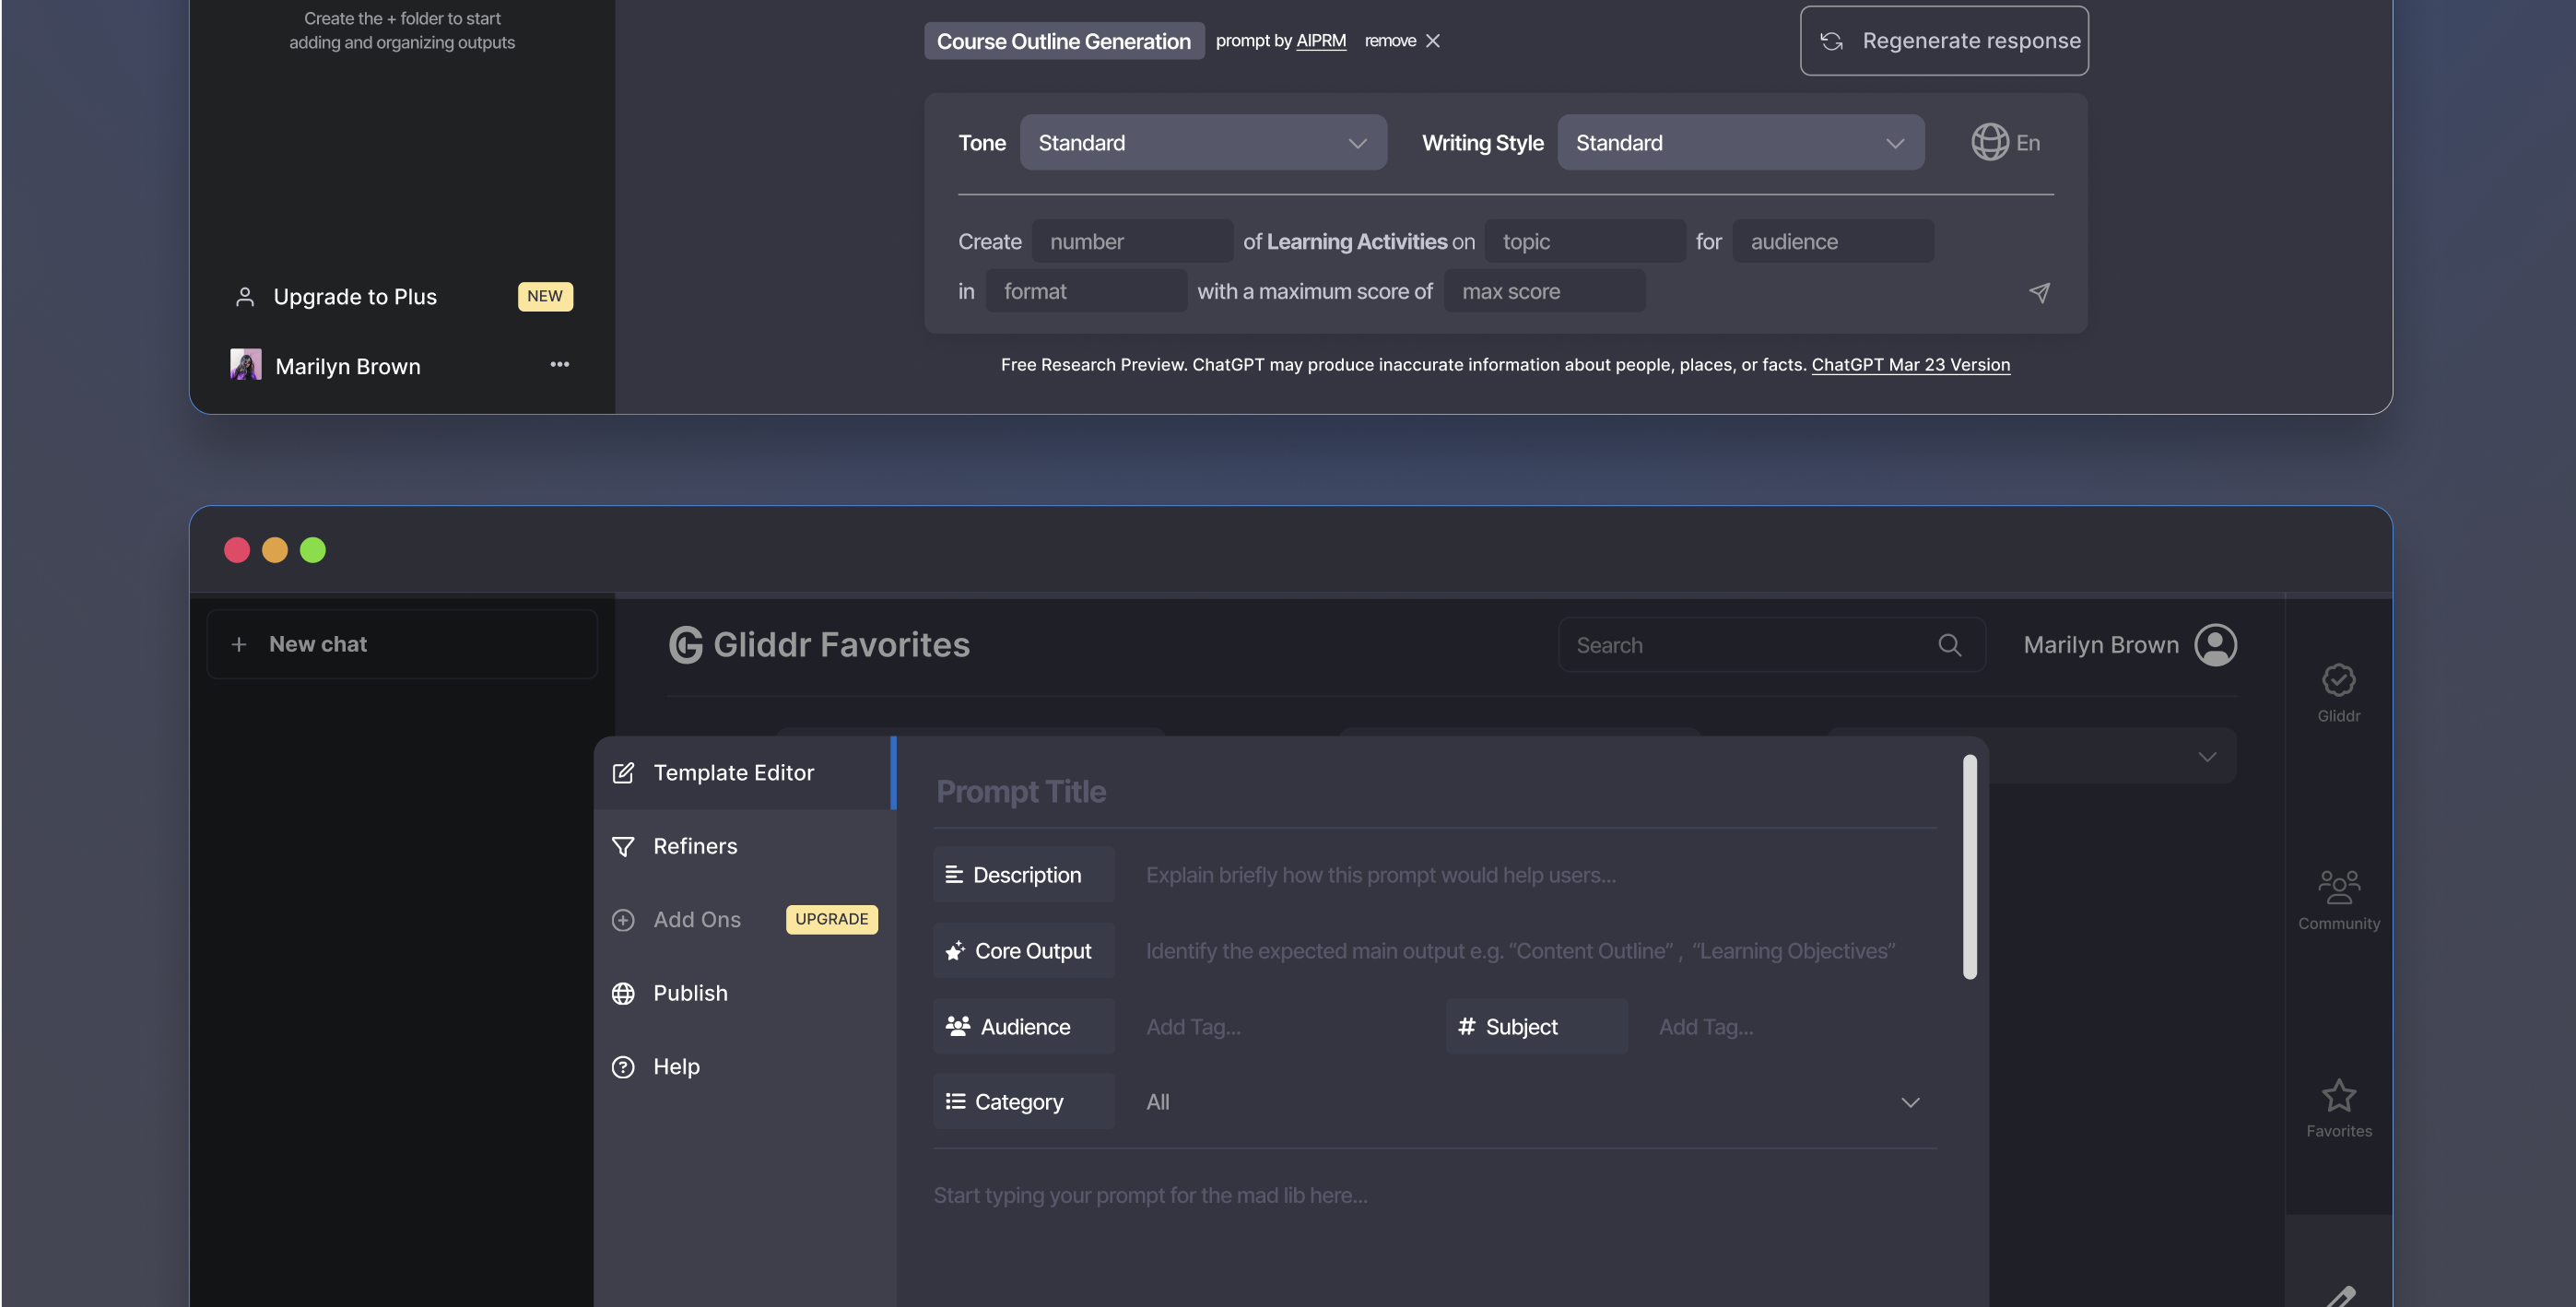 Create the + folder to start
adding and organizing outputs
Course Outline Generation prompt by AIPRM remove
Regenerate response
Tone Standard Writing Style Standard En
Create number of Learning Activities on topic for audience
in format with a maximum score of max score
Upgrade to Plus NEW
Marilyn Brown
Free Research Preview. ChatGPT may produce inaccurate information about people, places, or facts. ChatGPT Mar 23 Version
New chat
Gliddr Favorites
Search
Marilyn Brown
Gliddr
Community
Favorites
Template Editor
Refiners
Add Ons UPGRADE
Publish
Help
Prompt Title
Description Explain briefly how this prompt would help users...
Core Output Identify the expected main output e.g. “Content Outline” , “Learning Objectives”
Audience Add Tag... # Subject Add Tag...
Category All
Start typing your prompt for the mad lib here...